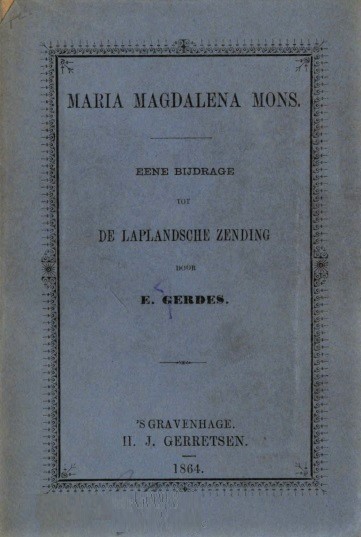 MARIA MAGDALENA MONS.
EENE BIJDRAGE
TOT
DE LAPLANDSCHE ZENDING
DOOR
E. GERDES.
'S GRAVENHAGE.
H. J. GERRETSEN.
1864.